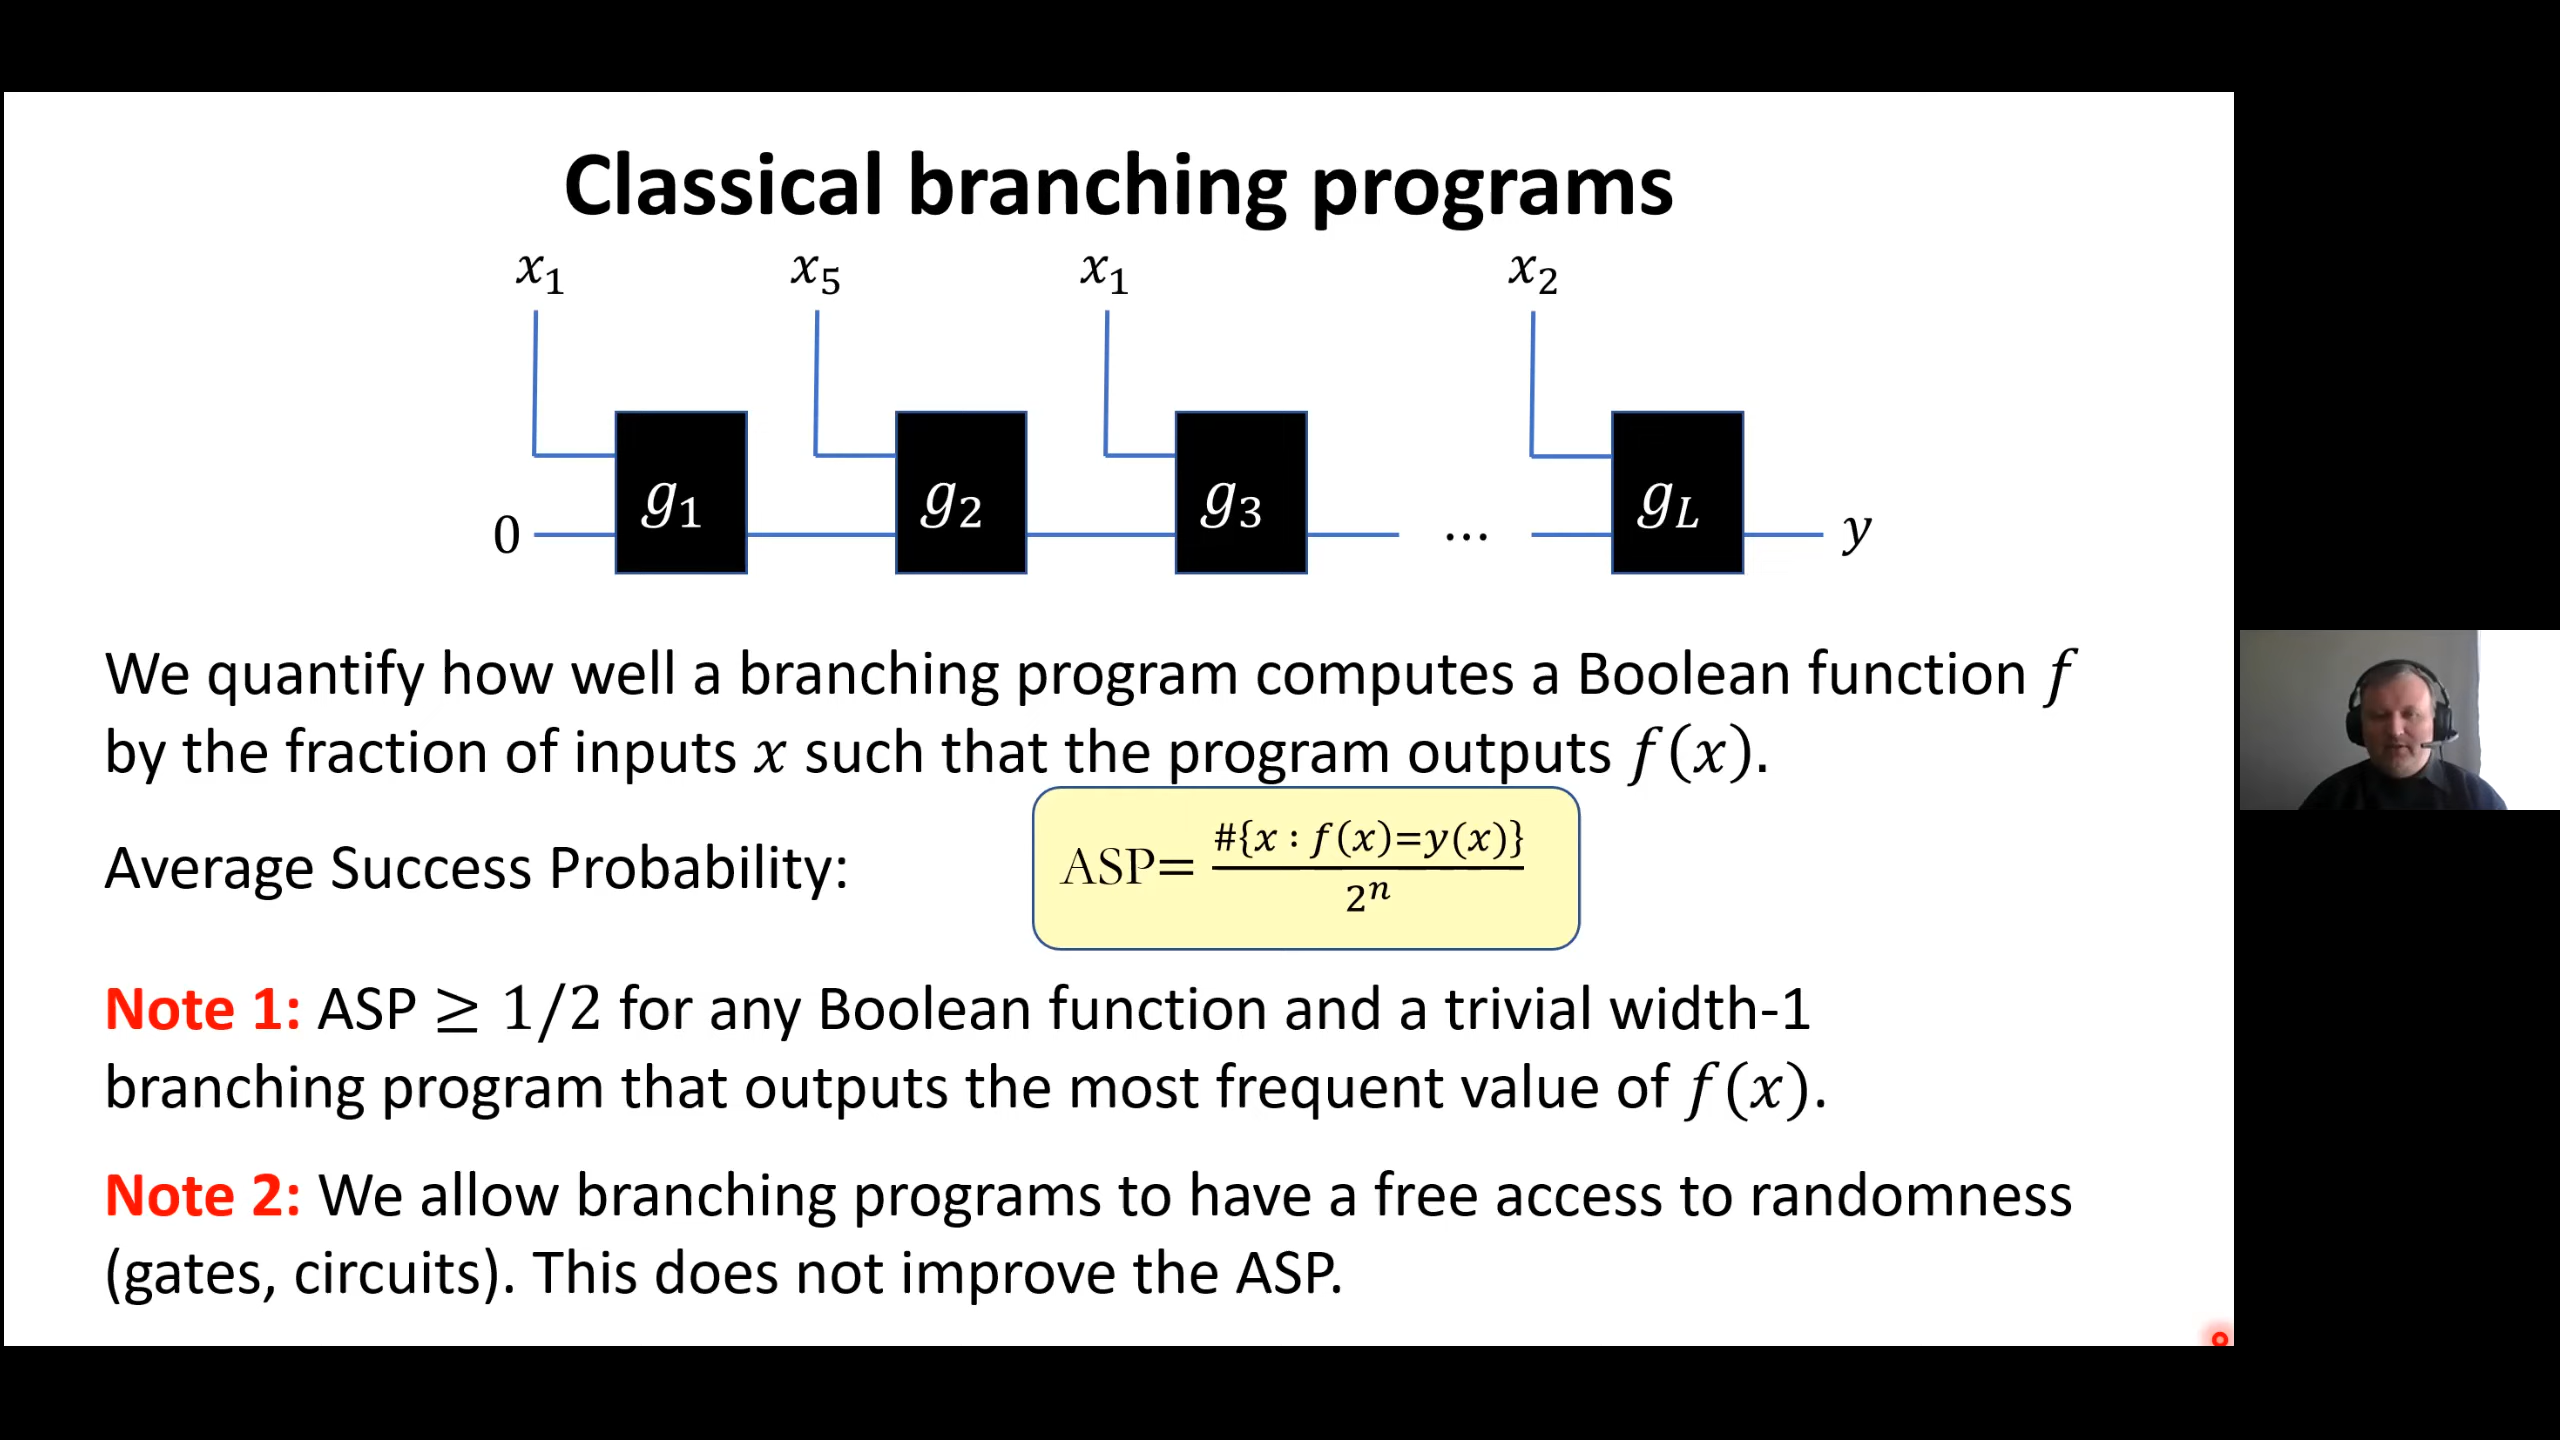 Classical branching programs
x₁ x₅ x₁ x₂
g₁ g₂ g₃ g_L
0 ... y
We quantify how well a branching program computes a Boolean function f
by the fraction of inputs x such that the program outputs f(x).
Average Success Probability:
ASP= #{x : f(x)=y(x)} / 2ⁿ
Note 1: ASP ≥ 1/2 for any Boolean function and a trivial width-1
branching program that outputs the most frequent value of f(x).
Note 2: We allow branching programs to have a free access to randomness
(gates, circuits). This does not improve the ASP.